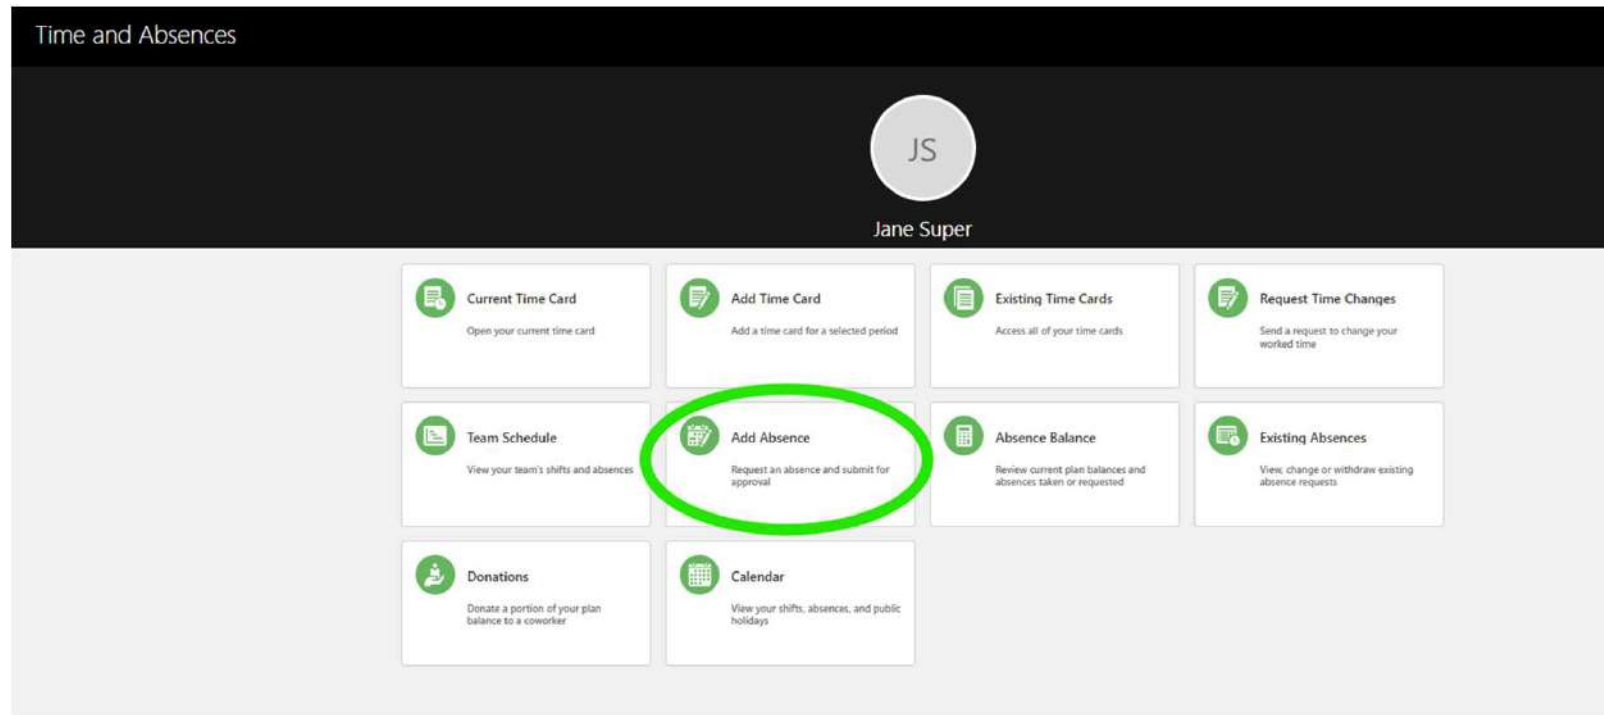 Time and Absences
JS
Jane Super
Current Time Card
Open your current time card
Add Time Card
Add a time card for a selected period
Existing Time Cards
Access all of your time cards
Request Time Changes
Send a request to change your
worked time
Team Schedule
View your team's shifts and absences
Add Absence
Request an absence and submit for
approval
Absence Balance
Review current plan balances and
absences taken or requested
Existing Absences
View, change or withdraw existing
absence requests
Donations
Donate a portion of your plan
balance to a coworker
Calendar
View your shifts, absences, and public
holidays